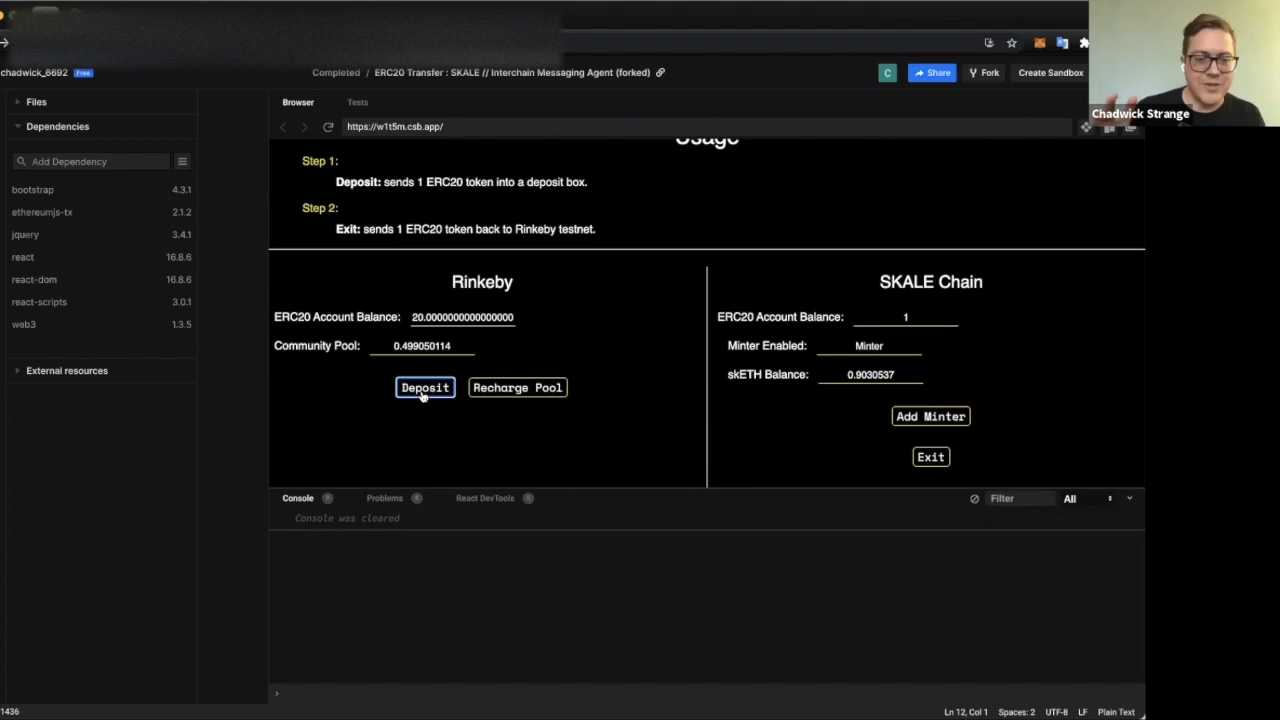 chadwick_6692 Free
Completed / ERC20 Transfer : SKALE // Interchain Messaging Agent (forked)
C Share Fork Create Sandbox
Chadwick Strange
Files
Dependencies
Add Dependency
bootstrap 4.3.1
ethereumjs-tx 2.1.2
jquery 3.4.1
react 16.8.6
react-dom 16.8.6
react-scripts 3.0.1
web3 1.3.5
External resources
Browser Tests
https://w1t5m.csb.app/
Usage
Step 1:
Deposit: sends 1 ERC20 token into a deposit box.
Step 2:
Exit: sends 1 ERC20 token back to Rinkeby testnet.
Rinkeby
ERC20 Account Balance: 20.0000000000000000
Community Pool: 0.499050114
Deposit Recharge Pool
SKALE Chain
ERC20 Account Balance: 1
Minter Enabled: Minter
skETH Balance: 0.9030537
Add Minter
Exit
Console 0 Problems 0 React DevTools 0 Filter All
Console was cleared
1436 Ln 12, Col 1 Spaces: 2 UTF-8 LF Plain Text